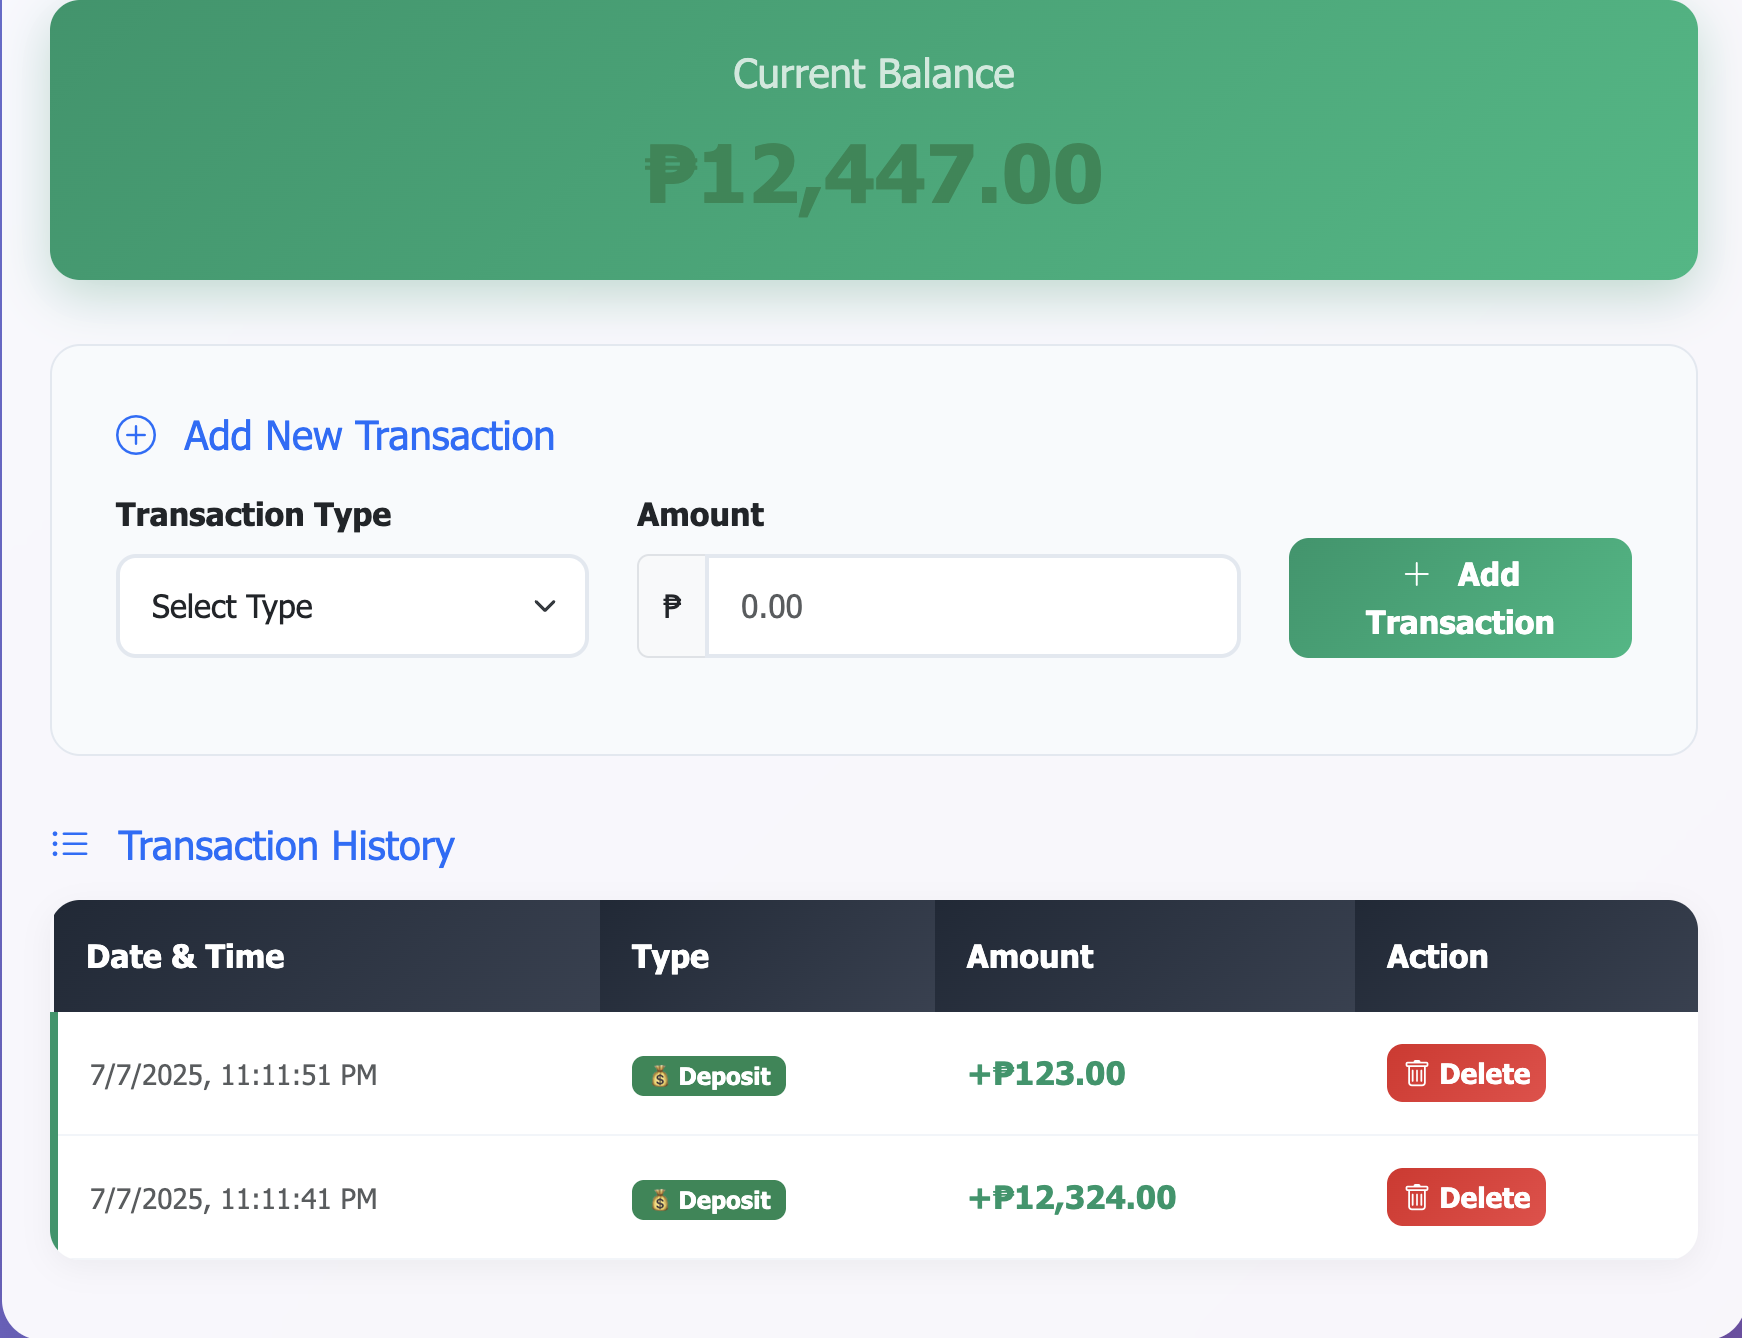 Current Balance
₱12,447.00
Add New Transaction
Transaction Type
Amount
Select Type
₱
0.00
Add
Transaction
Transaction History
Date & Time Type Amount Action
7/7/2025, 11:11:51 PM Deposit +₱123.00 Delete
7/7/2025, 11:11:41 PM Deposit +₱12,324.00 Delete